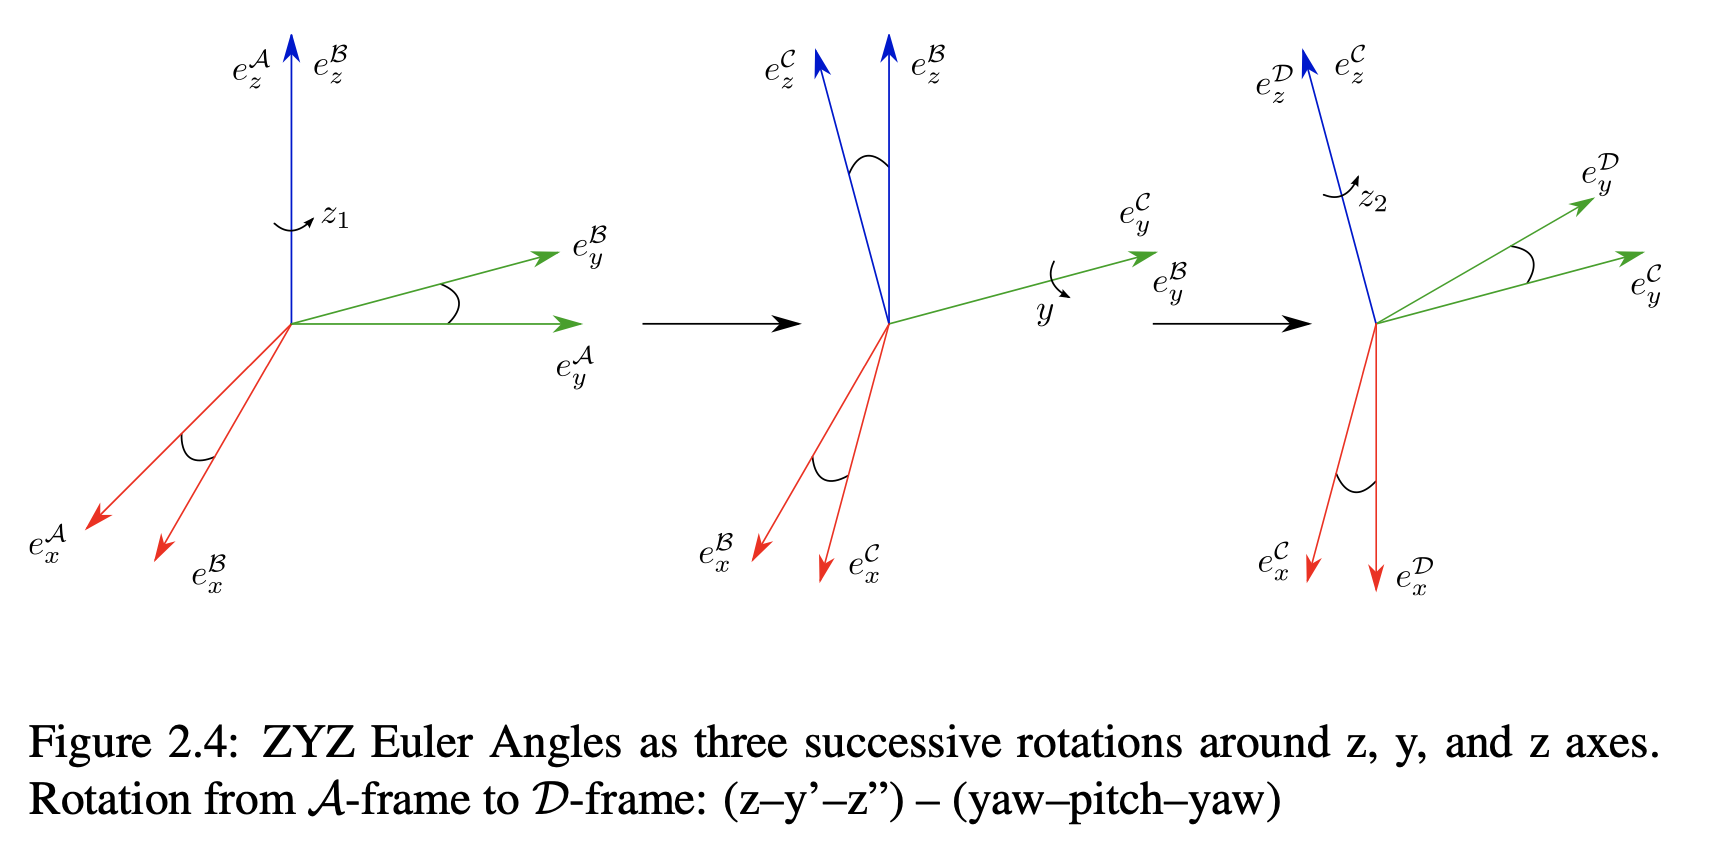 e_z^𝒜 e_z^ℬ
z_1
e_y^ℬ
e_y^𝒜
e_x^𝒜
e_x^ℬ
e_z^𝒞 e_z^ℬ
e_y^𝒞
e_y^ℬ
y
e_x^ℬ
e_x^𝒞
e_z^𝒟 e_z^𝒞
z_2
e_y^𝒟
e_y^𝒞
e_x^𝒞
e_x^𝒟
Figure 2.4: ZYZ Euler Angles as three successive rotations around z, y, and z axes.
Rotation from 𝒜-frame to 𝒟-frame: (z–y’–z”) – (yaw–pitch–yaw)